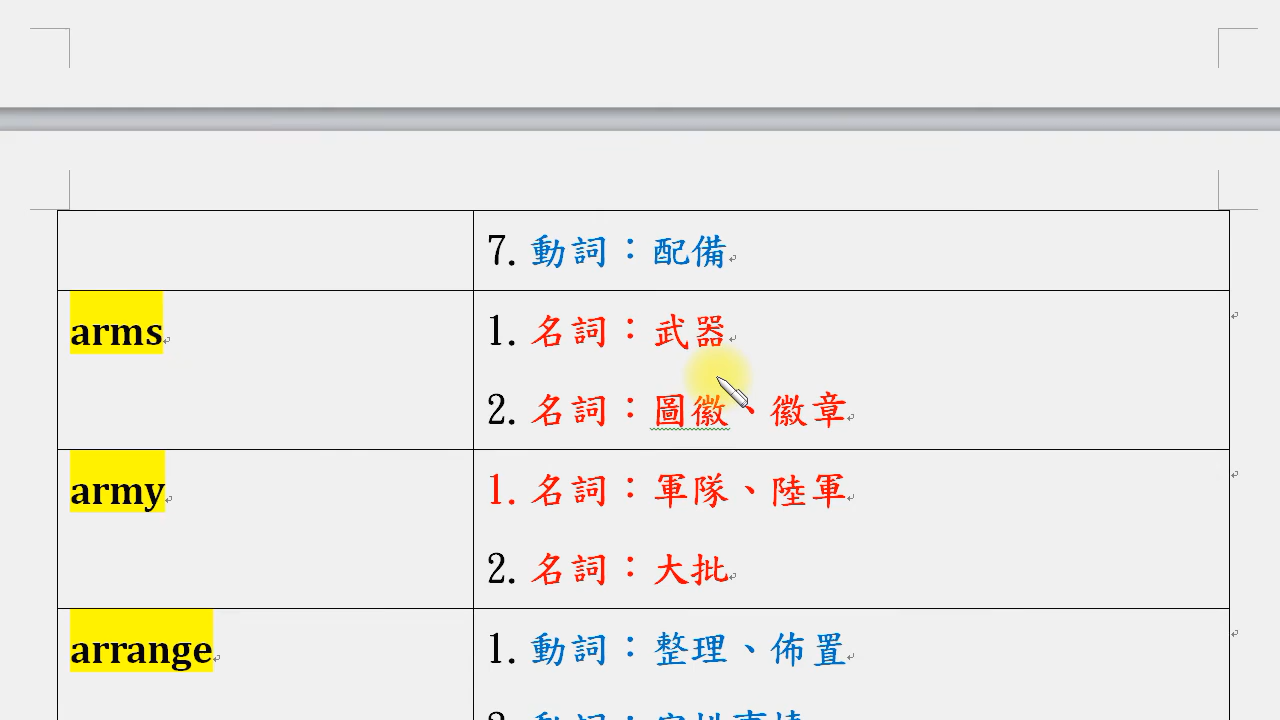 7. 動詞：配備
arms
1. 名詞：武器
2. 名詞：圖徽、徽章
army
1. 名詞：軍隊、陸軍
2. 名詞：大批
arrange
1. 動詞：整理、佈置